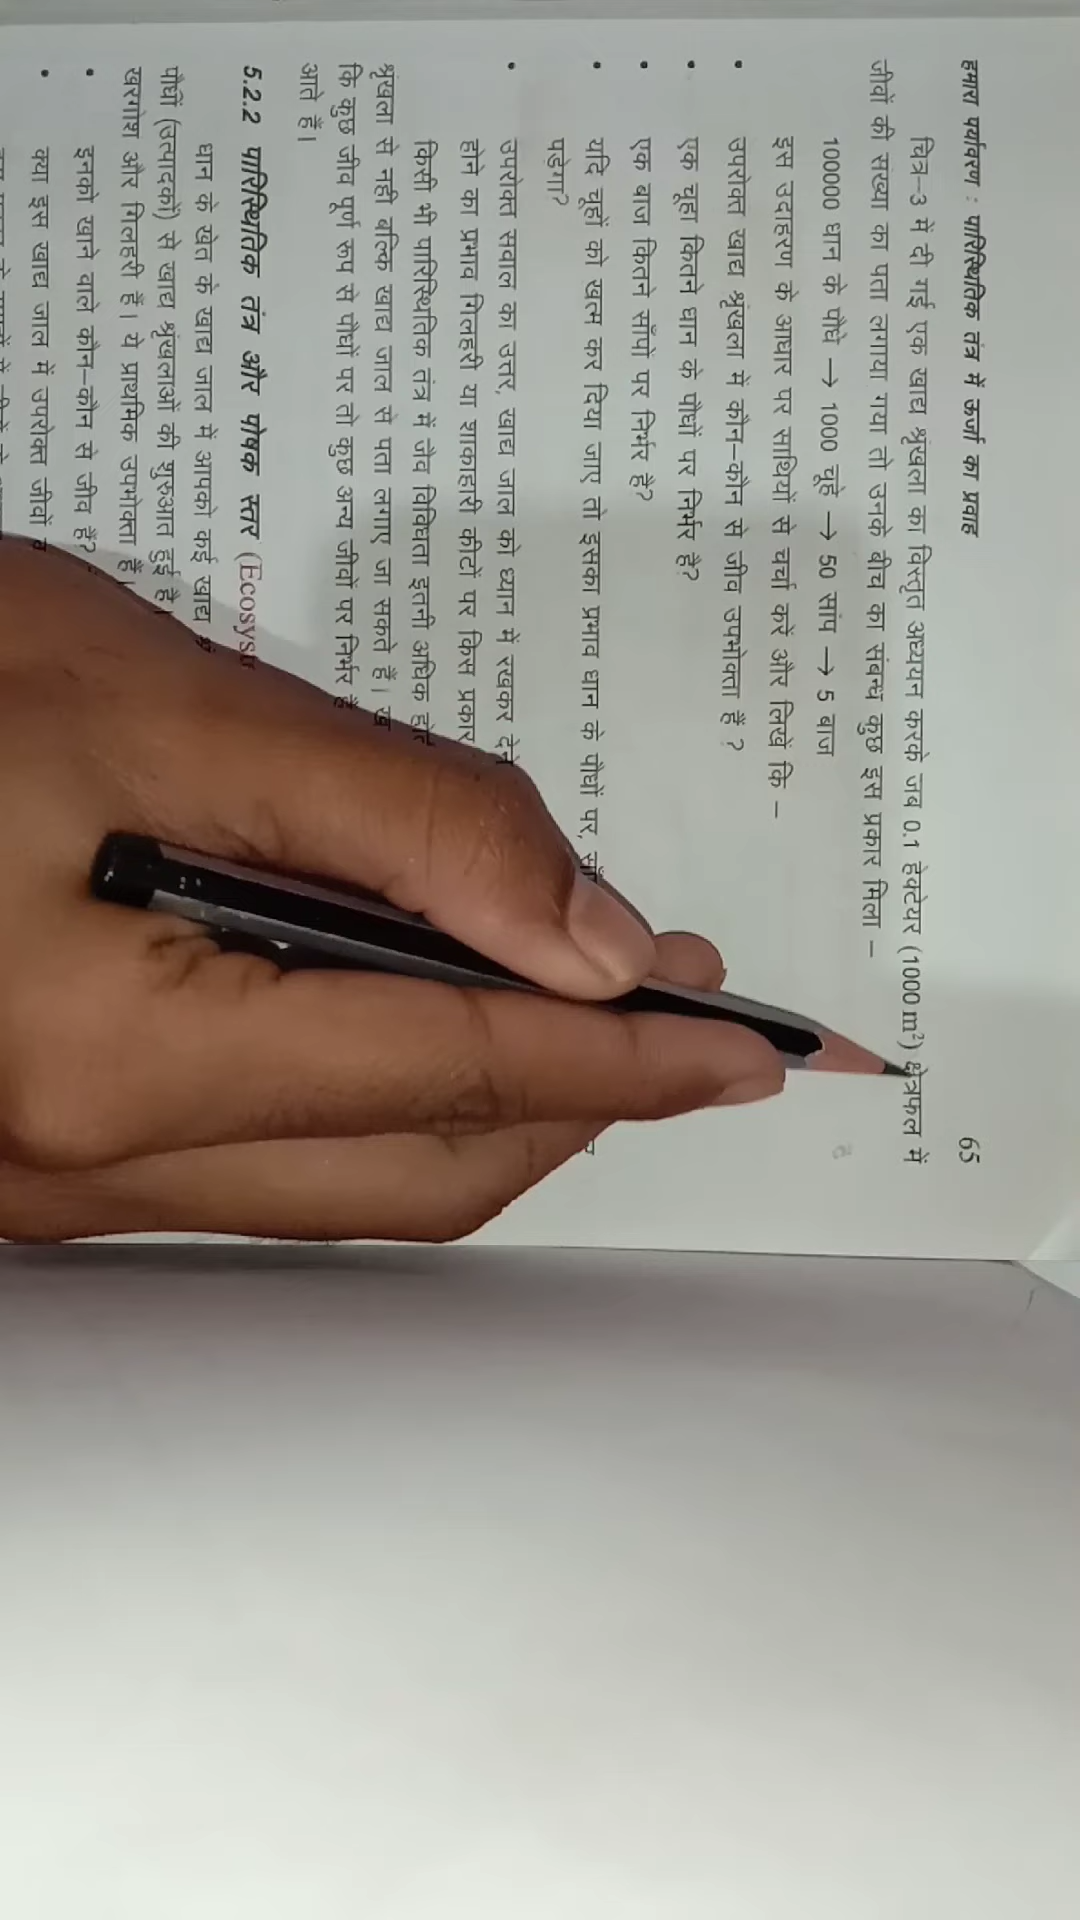 हमारा पर्यावरण : पारिस्थितिक तंत्र में ऊर्जा का प्रवाह 65
चित्र–3 में दी गई एक खाद्य श्रृंखला का विस्तृत अध्ययन करके जब 0.1 हेक्टेयर (1000 m²) क्षेत्रफल में
जीवों की संख्या का पता लगाया गया तो उनके बीच का संबन्ध कुछ इस प्रकार मिला –
100000 धान के पौधे → 1000 चूहे → 50 सांप → 5 बाज
इस उदाहरण के आधार पर साथियों से चर्चा करें और लिखें कि –
• उपरोक्त खाद्य श्रृंखला में कौन–कौन से जीव उपभोक्ता हैं ?
• एक चूहा कितने धान के पौधों पर निर्भर है?
• एक बाज कितने साँपों पर निर्भर है?
• यदि चूहों को खत्म कर दिया जाए तो इसका प्रभाव धान के पौधों पर,
पड़ेगा?
• उपरोक्त सवाल का उत्तर, खाद्य जाल को ध्यान में रखकर
होने का प्रभाव गिलहरी या शाकाहारी कीटों पर किस प्रकार
किसी भी पारिस्थितिक तंत्र में जैव विविधता इतनी अधिक
श्रृंखला से नहीं बल्कि खाद्य जाल से पता लगाए जा सकते हैं।
कि कुछ जीव पूर्ण रूप से पौधों पर तो कुछ अन्य जीवों पर निर्भर
आते हैं।
5.2.2 पारिस्थितिक तंत्र और पोषक स्तर (Ecosyst
धान के खेत के खाद्य जाल में आपको कई खाद्य
पौधों (उत्पादकों) से खाद्य श्रृंखलाओं की शुरुआत हुई है।
खरगोश और गिलहरी हैं। ये प्राथमिक उपभोक्ता हैं।
• इनको खाने वाले कौन–कौन से जीव हैं?
• क्या इस खाद्य जाल में उपरोक्त जीवों